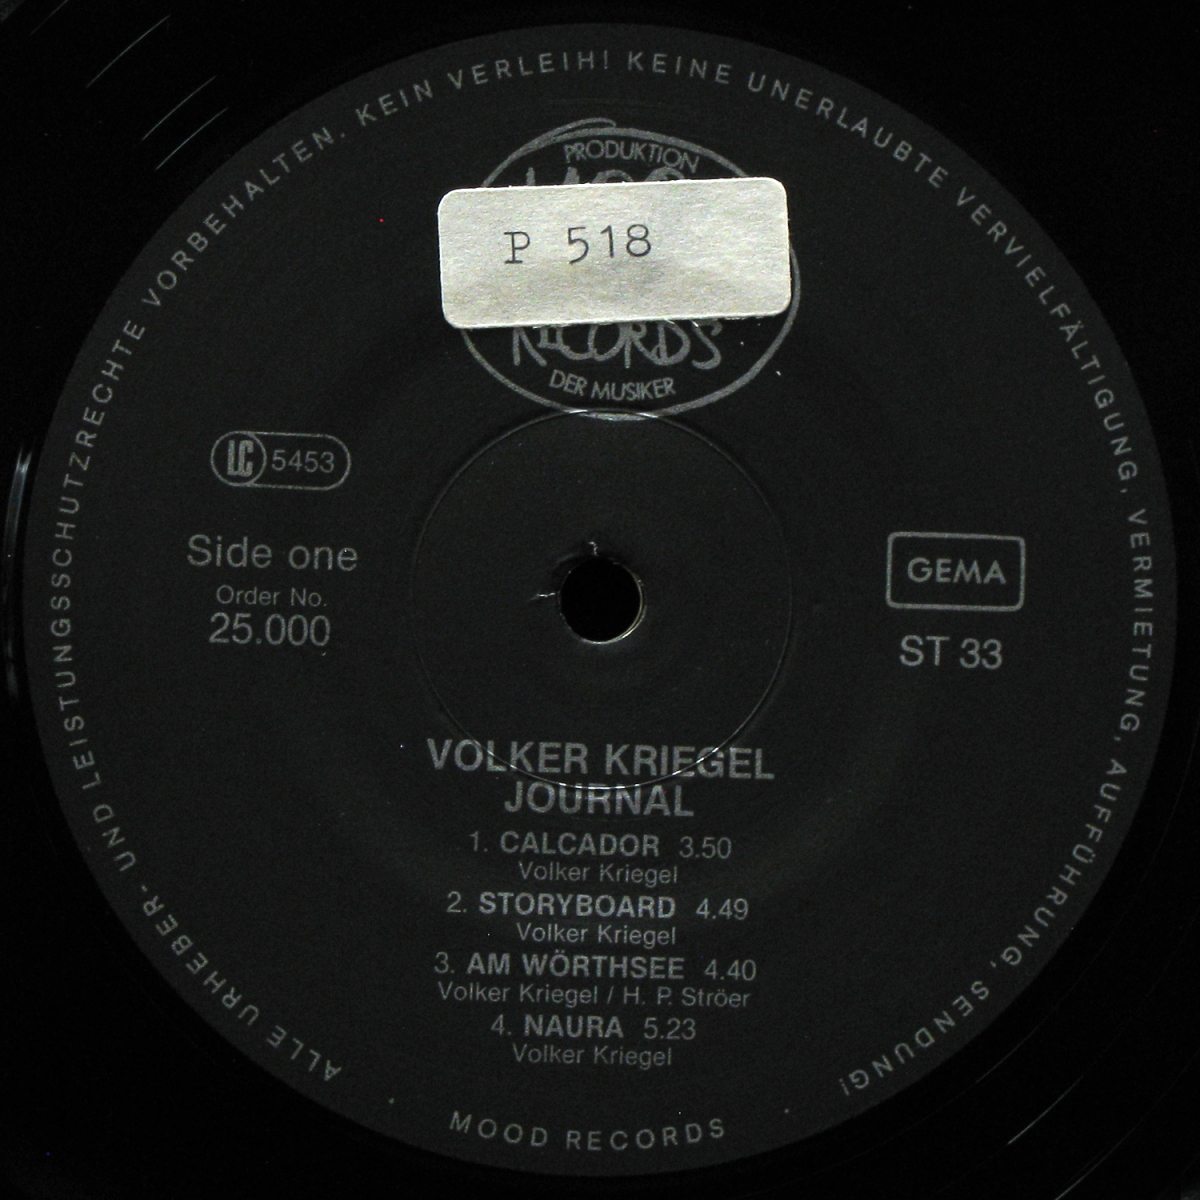 ALLE URHEBER- UND LEISTUNGSSCHUTZRECHTE VORBEHALTEN. KEIN VERLEIH! KEINE UNERLAUBTE VERVIELFÄLTIGUNG, VERMIETUNG, AUFFÜHRUNG, SENDUNG!
PRODUKTION
P 518
RECORDS
DER MUSIKER
LC 5453
Side one
Order No.
25.000
GEMA
ST 33
VOLKER KRIEGEL
JOURNAL
1. CALCADOR 3.50
Volker Kriegel
2. STORYBOARD 4.49
Volker Kriegel
3. AM WÖRTHSEE 4.40
Volker Kriegel / H. P. Ströer
4. NAURA 5.23
Volker Kriegel
MOOD RECORDS